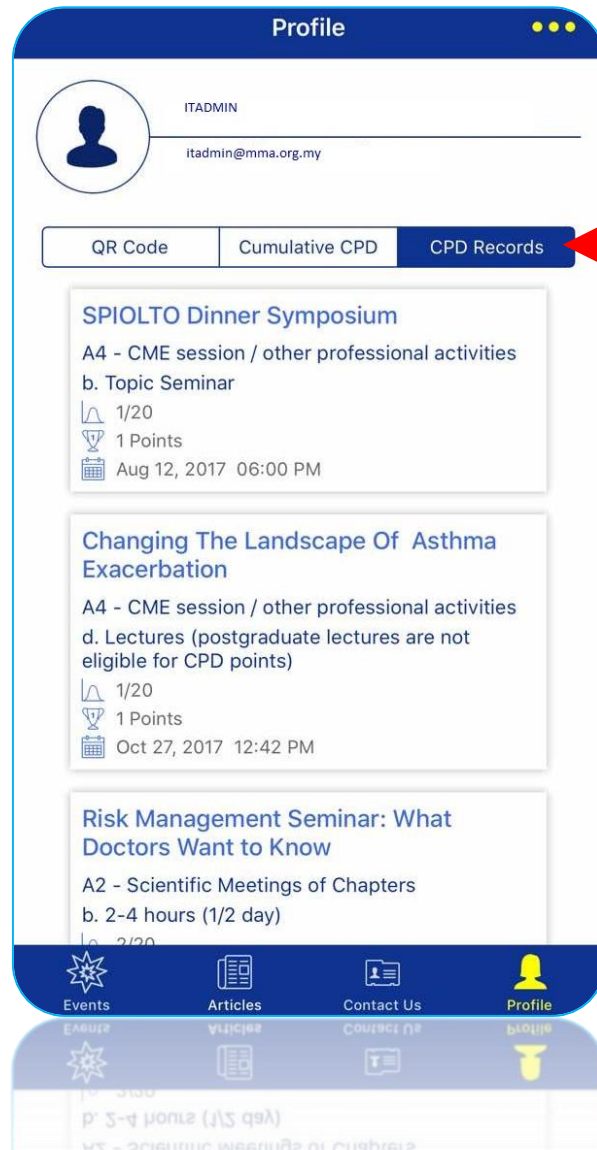 Profile
ITADMIN
itadmin@mma.org.my
QR Code
Cumulative CPD
CPD Records
SPIOLTO Dinner Symposium
A4 - CME session / other professional activities
b. Topic Seminar
1/20
1 Points
Aug 12, 2017 06:00 PM
Changing The Landscape Of Asthma
Exacerbation
A4 - CME session / other professional activities
d. Lectures (postgraduate lectures are not
eligible for CPD points)
1/20
1 Points
Oct 27, 2017 12:42 PM
Risk Management Seminar: What
Doctors Want to Know
A2 - Scientific Meetings of Chapters
b. 2-4 hours (1/2 day)
2/20
Events
Articles
Contact Us
Profile